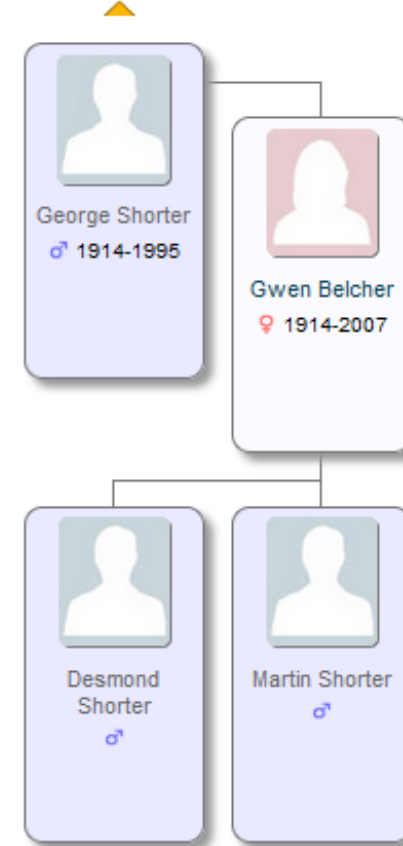 George Shorter
♂ 1914-1995
Gwen Belcher
♀ 1914-2007
Desmond
Shorter
♂
Martin Shorter
♂